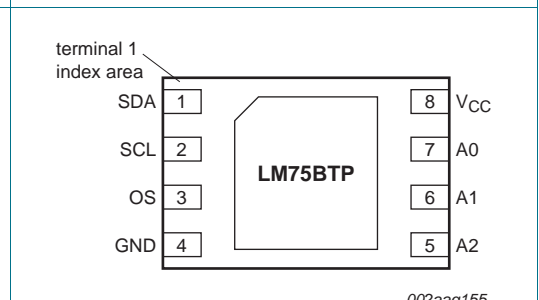 terminal 1
index area
SDA 1
8 VCC
SCL 2
7 A0
LM75BTP
OS 3
6 A1
GND 4
5 A2
002aag155